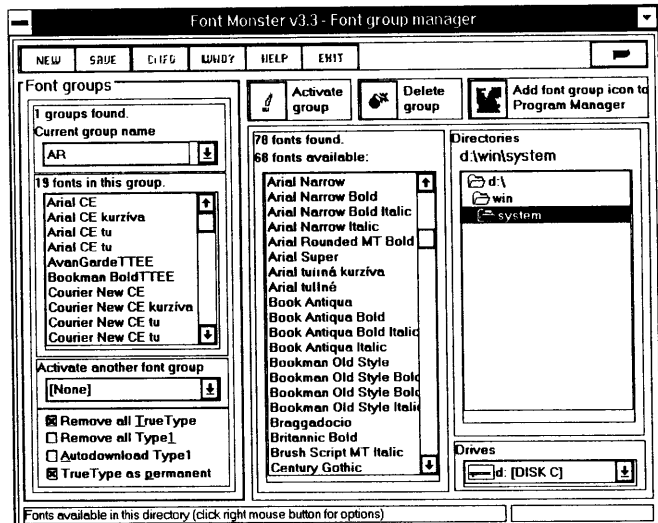 Font Monster v3.3 - Font group manager
NEW SAVE INFO WWD? HELP EXIT
Font groups
1 groups found.
Current group name
AR
19 fonts in this group.
Arial CE
Arial CE kurzíva
Arial CE tu
Arial CE tu
AvanGardeTTEE
Bookman BoldTTEE
Courier New CE
Courier New CE kurzíva
Courier New CE tu
Courier New CE tu
Activate another font group
[None]
Remove all TrueType
Remove all Type1
Autodownload Type1
TrueType as permanent
Activate group
Delete group
Add font group icon to
Program Manager
78 fonts found.
68 fonts available:
Arial Narrow
Arial Narrow Bold
Arial Narrow Bold Italic
Arial Narrow Italic
Arial Rounded MT Bold
Arial Super
Arial tuìná kurzíva
Arial tuìné
Book Antiqua
Book Antiqua Bold
Book Antiqua Bold Italic
Book Antiqua Italic
Bookman Old Style
Bookman Old Style Bold
Bookman Old Style Bold
Bookman Old Style Italic
Braggadocio
Britannic Bold
Brush Script MT Italic
Century Gothic
Directories
d:\win\system
d:\
win
system
Drives
d: [DISK C]
Fonts available in this directory (click right mouse button for options)